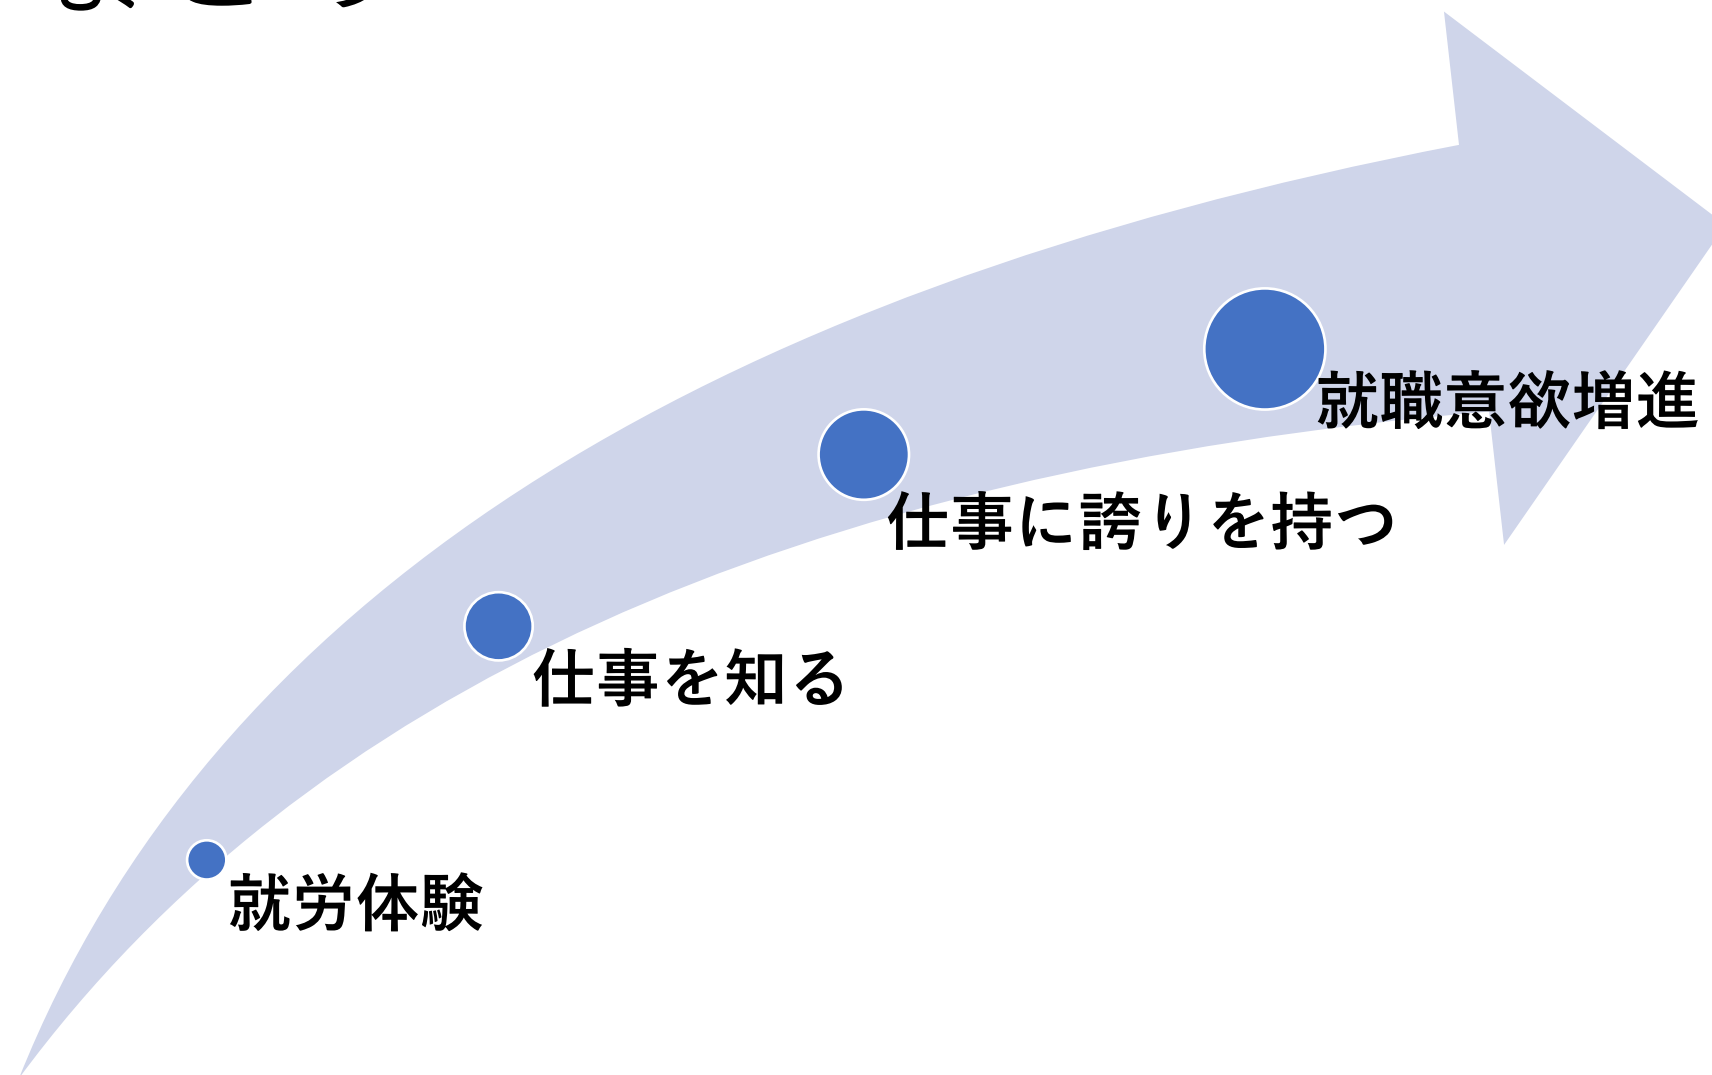 就職意欲増進
仕事に誇りを持つ
仕事を知る
就労体験